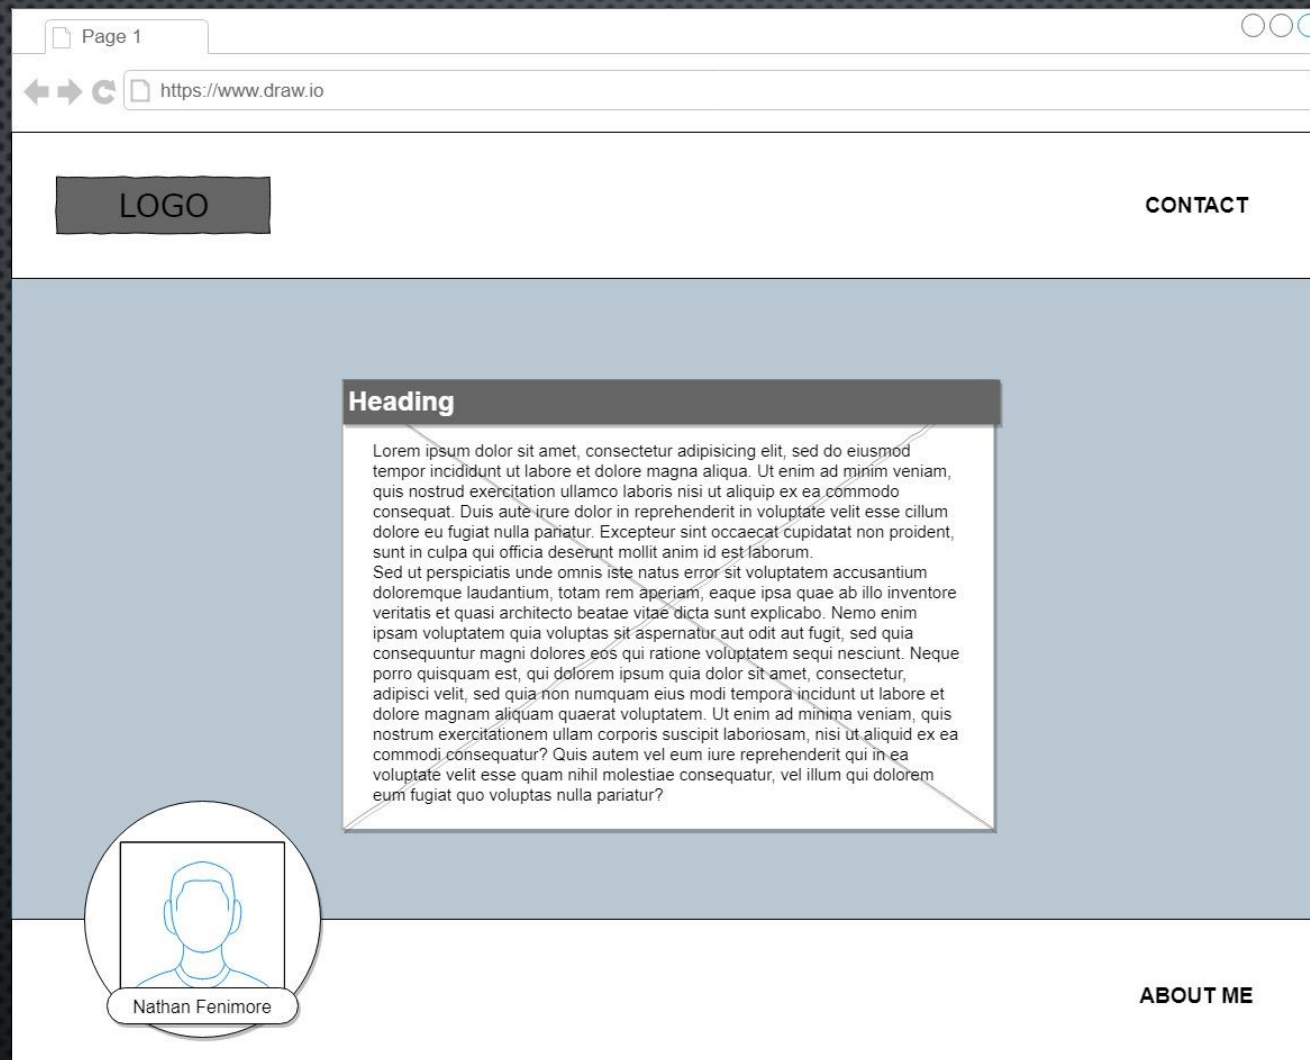 Page 1
https://www.draw.io
LOGO
CONTACT
Heading
Lorem ipsum dolor sit amet, consectetur adipisicing elit, sed do eiusmod
tempor incididunt ut labore et dolore magna aliqua. Ut enim ad minim veniam,
quis nostrud exercitation ullamco laboris nisi ut aliquip ex ea commodo
consequat. Duis aute irure dolor in reprehenderit in voluptate velit esse cillum
dolore eu fugiat nulla pariatur. Excepteur sint occaecat cupidatat non proident,
sunt in culpa qui officia deserunt mollit anim id est laborum.
Sed ut perspiciatis unde omnis iste natus error sit voluptatem accusantium
doloremque laudantium, totam rem aperiam, eaque ipsa quae ab illo inventore
veritatis et quasi architecto beatae vitae dicta sunt explicabo. Nemo enim
ipsam voluptatem quia voluptas sit aspernatur aut odit aut fugit, sed quia
consequuntur magni dolores eos qui ratione voluptatem sequi nesciunt. Neque
porro quisquam est, qui dolorem ipsum quia dolor sit amet, consectetur,
adipisci velit, sed quia non numquam eius modi tempora incidunt ut labore et
dolore magnam aliquam quaerat voluptatem. Ut enim ad minima veniam, quis
nostrum exercitationem ullam corporis suscipit laboriosam, nisi ut aliquid ex ea
commodi consequatur? Quis autem vel eum iure reprehenderit qui in ea
voluptate velit esse quam nihil molestiae consequatur, vel illum qui dolorem
eum fugiat quo voluptas nulla pariatur?
Nathan Fenimore
ABOUT ME